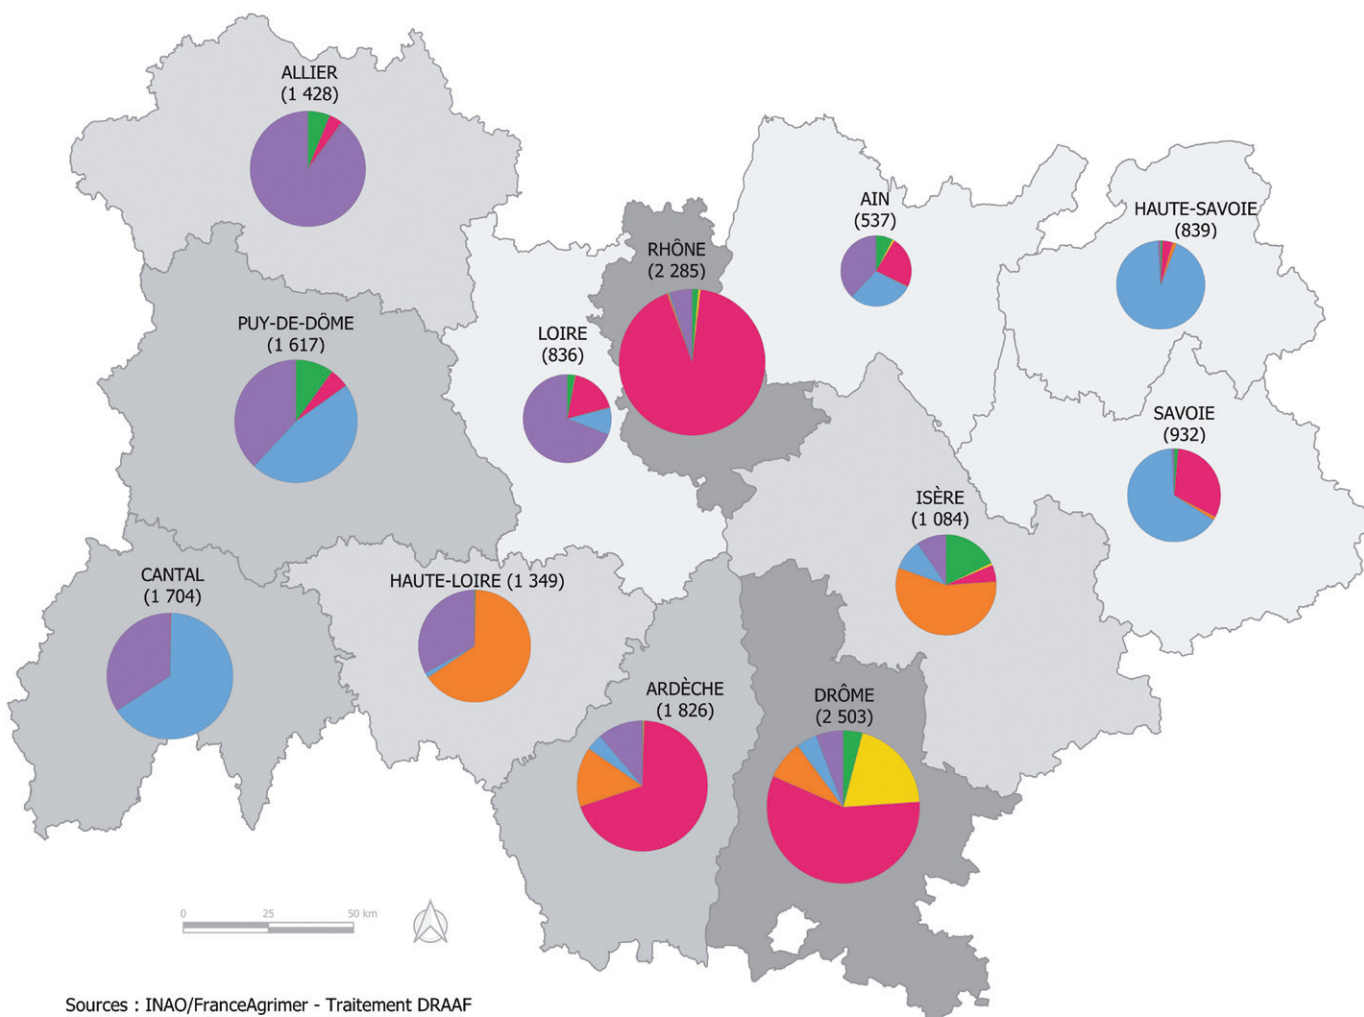 ALLIER
(1 428)
AIN
(537)
HAUTE-SAVOIE
(839)
RHÔNE
(2 285)
PUY-DE-DÔME
(1 617)
LOIRE
(836)
SAVOIE
(932)
ISÈRE
(1 084)
CANTAL
(1 704)
HAUTE-LOIRE (1 349)
ARDÈCHE
(1 826)
DRÔME
(2 503)
0 25 50 km
Sources : INAO/FranceAgrimer - Traitement DRAAF